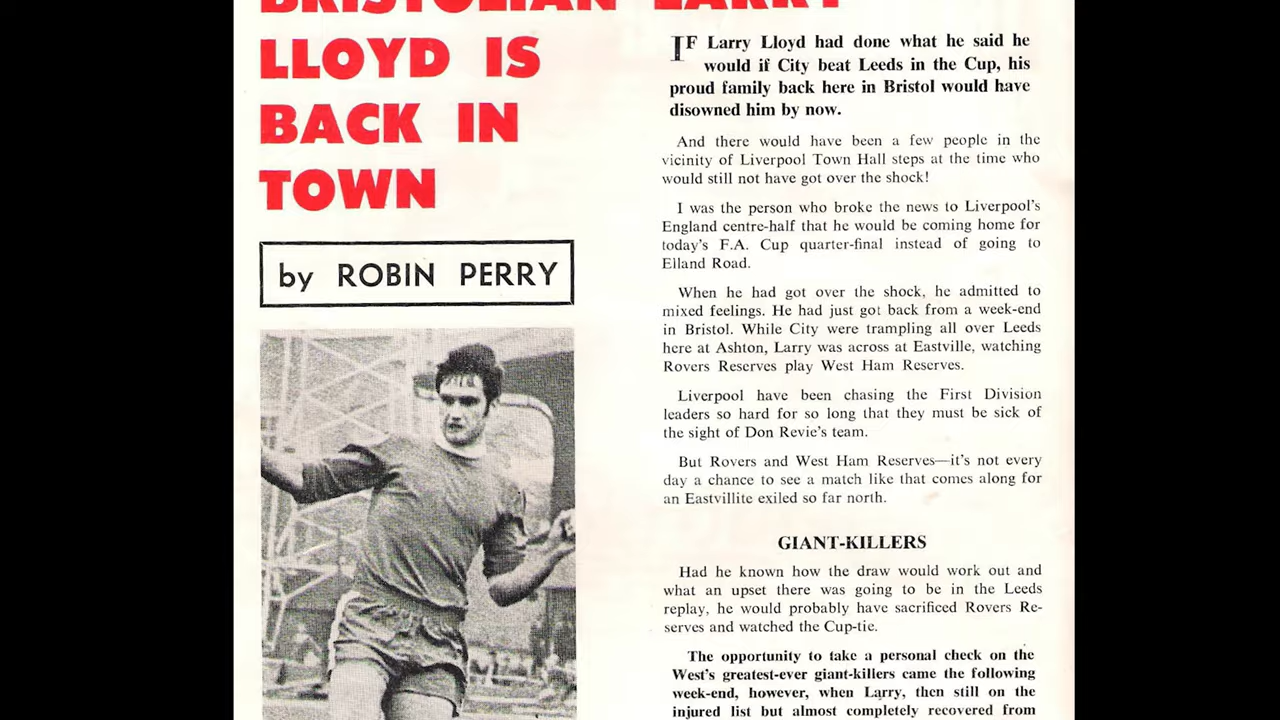 BRISTOLIAN LARRY
LLOYD IS
BACK IN
TOWN
by ROBIN PERRY
IF Larry Lloyd had done what he said he
would if City beat Leeds in the Cup, his
proud family back here in Bristol would have
disowned him by now.
And there would have been a few people in the
vicinity of Liverpool Town Hall steps at the time who
would still not have got over the shock!
I was the person who broke the news to Liverpool's
England centre-half that he would be coming home for
today's F.A. Cup quarter-final instead of going to
Elland Road.
When he had got over the shock, he admitted to
mixed feelings. He had just got back from a week-end
in Bristol. While City were trampling all over Leeds
here at Ashton, Larry was across at Eastville, watching
Rovers Reserves play West Ham Reserves.
Liverpool have been chasing the First Division
leaders so hard for so long that they must be sick of
the sight of Don Revie's team.
But Rovers and West Ham Reserves—it's not every
day a chance to see a match like that comes along for
an Eastvillite exiled so far north.
GIANT-KILLERS
Had he known how the draw would work out and
what an upset there was going to be in the Leeds
replay, he would probably have sacrificed Rovers Re-
serves and watched the Cup-tie.
The opportunity to take a personal check on the
West's greatest-ever giant-killers came the following
week-end, however, when Larry, then still on the
injured list but almost completely recovered from